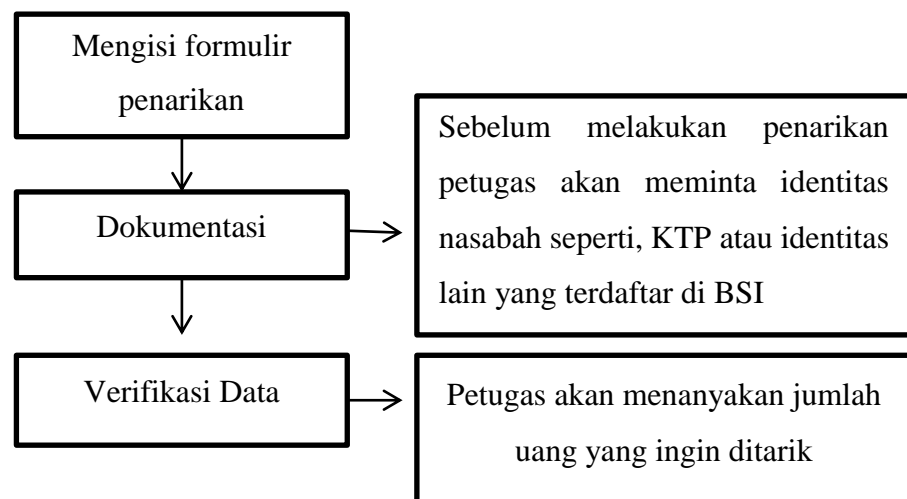 Mengisi formulir
penarikan
Dokumentasi
Sebelum melakukan penarikan
petugas akan meminta identitas
nasabah seperti, KTP atau identitas
lain yang terdaftar di BSI
Verifikasi Data
Petugas akan menanyakan jumlah
uang yang ingin ditarik